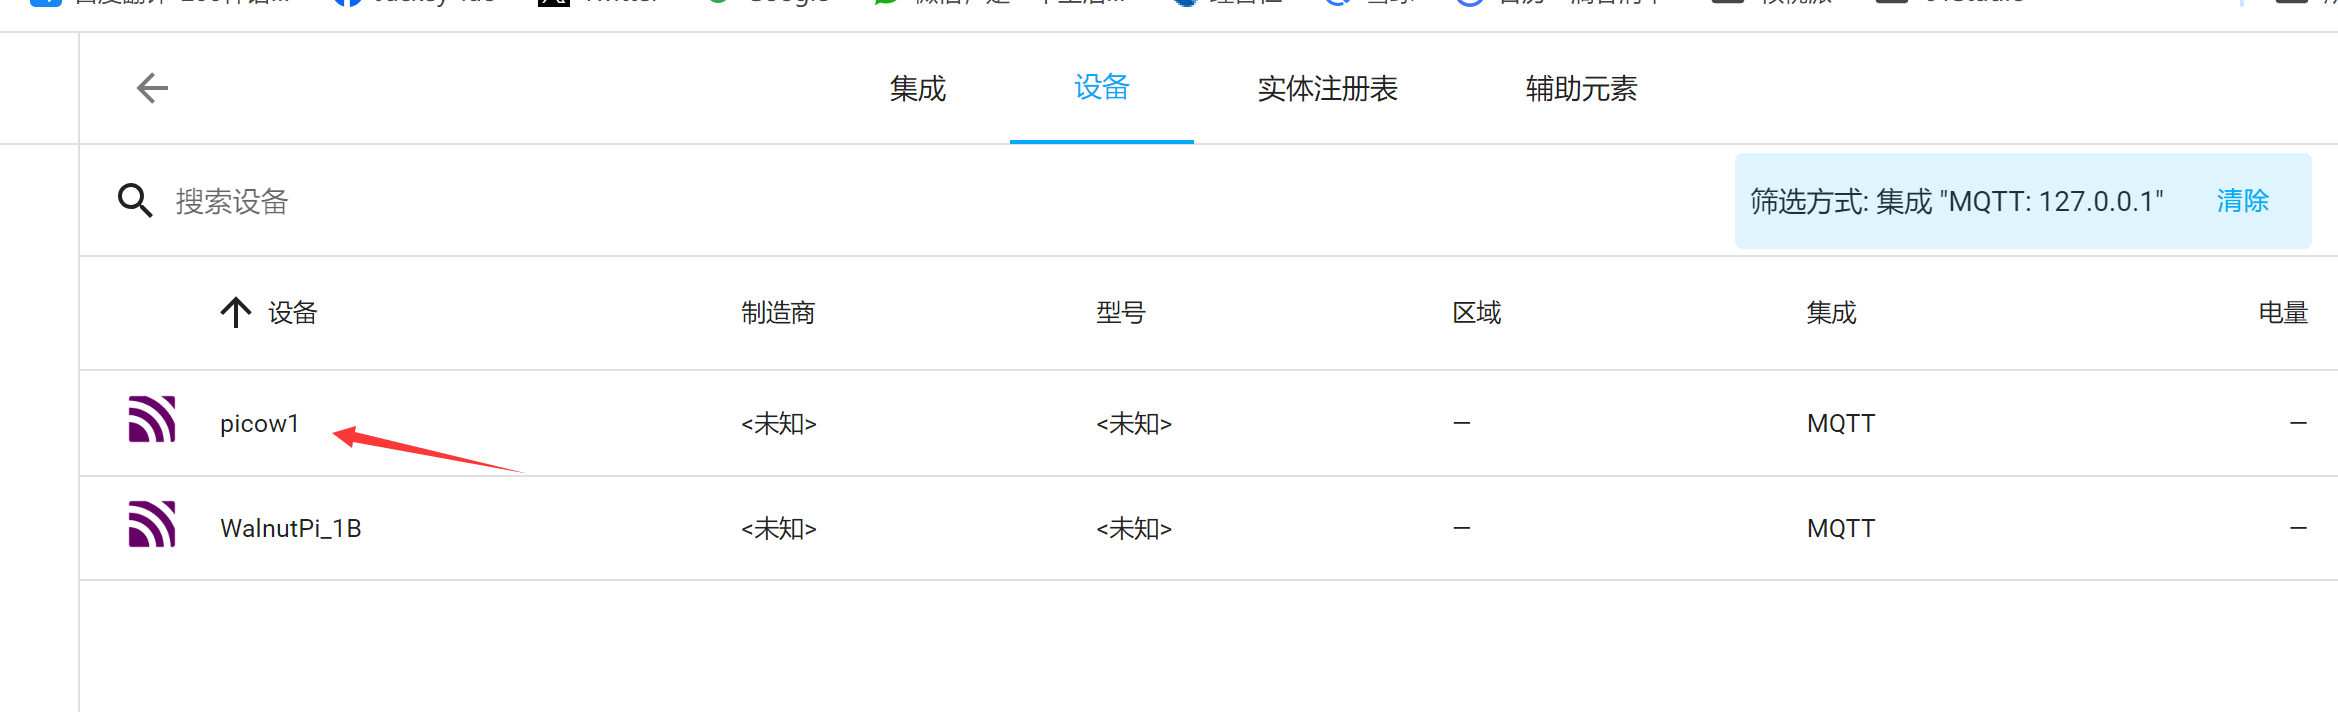 Google
集成 设备 实体注册表 辅助元素
搜索设备 筛选方式: 集成 "MQTT: 127.0.0.1" 清除
设备 制造商 型号 区域 集成 电量
picow1 <未知> <未知> — MQTT —
WalnutPi_1B <未知> <未知> — MQTT —